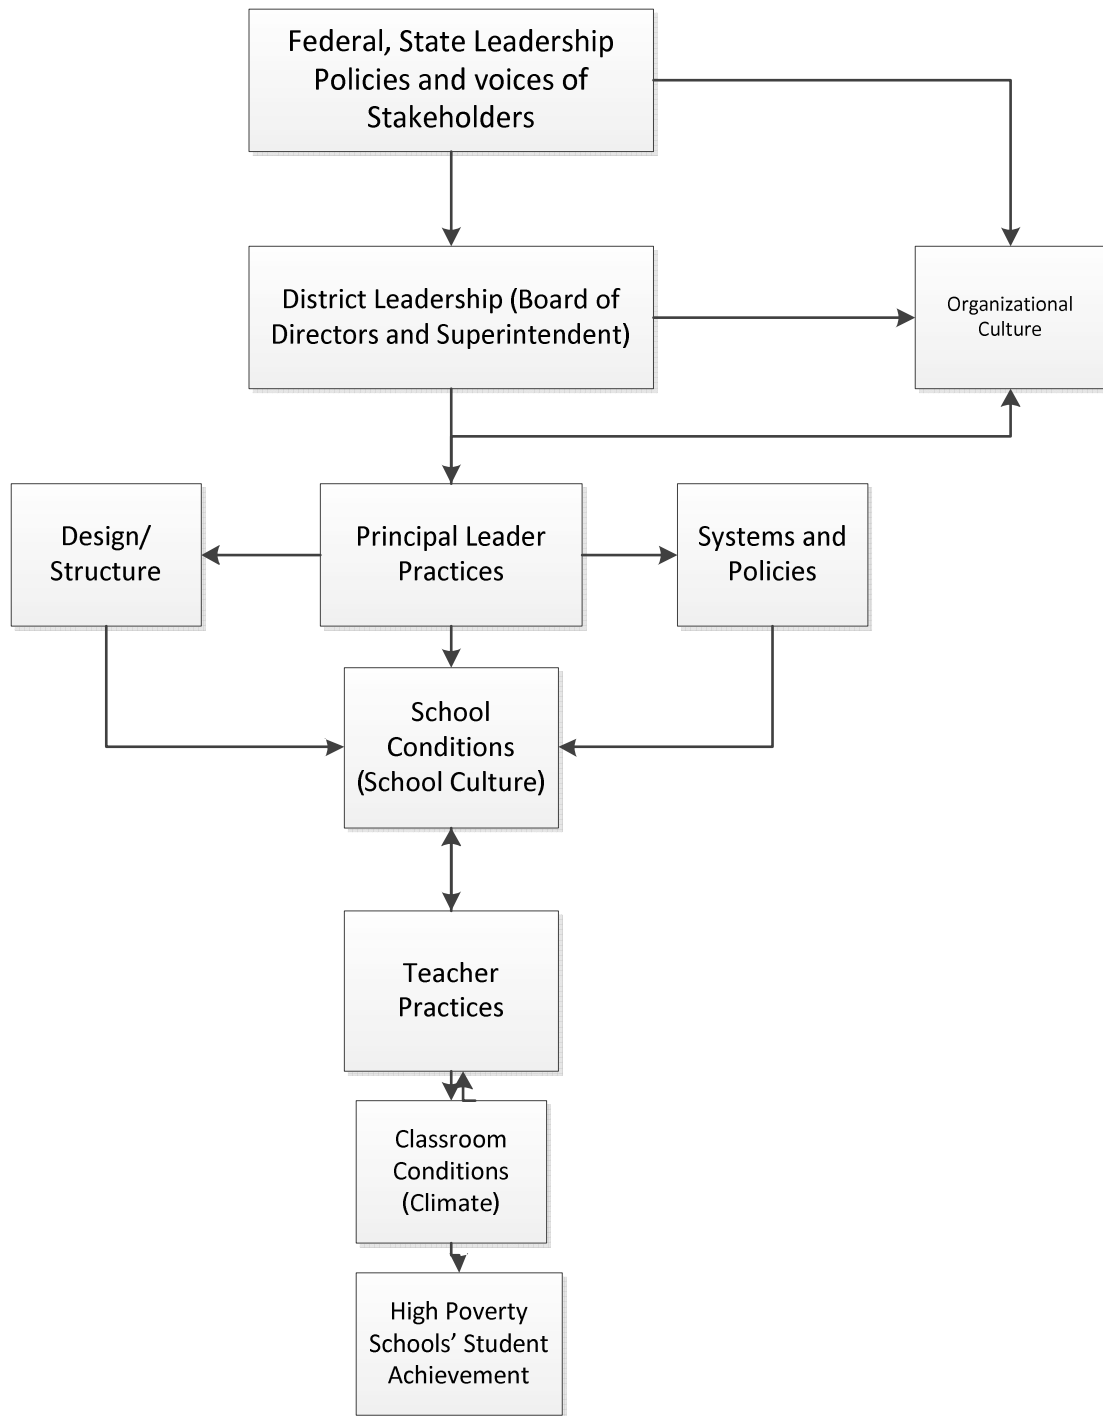 Federal, State Leadership
Policies and voices of
Stakeholders
District Leadership (Board of
Directors and Superintendent)
Organizational
Culture
Design/
Structure
Principal Leader
Practices
Systems and
Policies
School
Conditions
(School Culture)
Teacher
Practices
Classroom
Conditions
(Climate)
High Poverty
Schools’ Student
Achievement